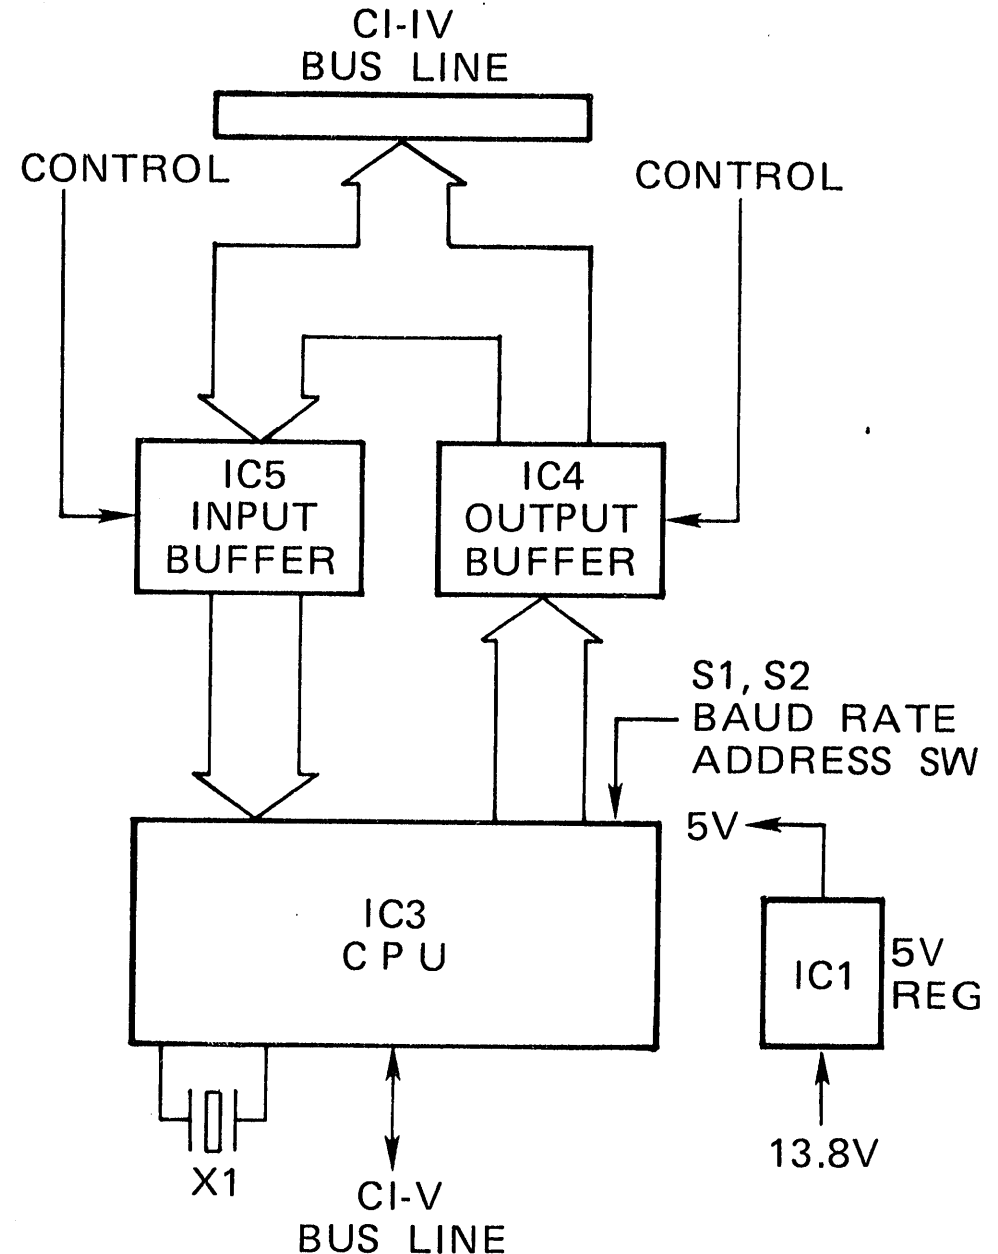 CI-IV
BUS LINE
CONTROL
CONTROL
IC5
INPUT
BUFFER
IC4
OUTPUT
BUFFER
S1, S2
BAUD RATE
ADDRESS SW
5V
IC3
CPU
IC1
5V
REG
X1
13.8V
CI-V
BUS LINE